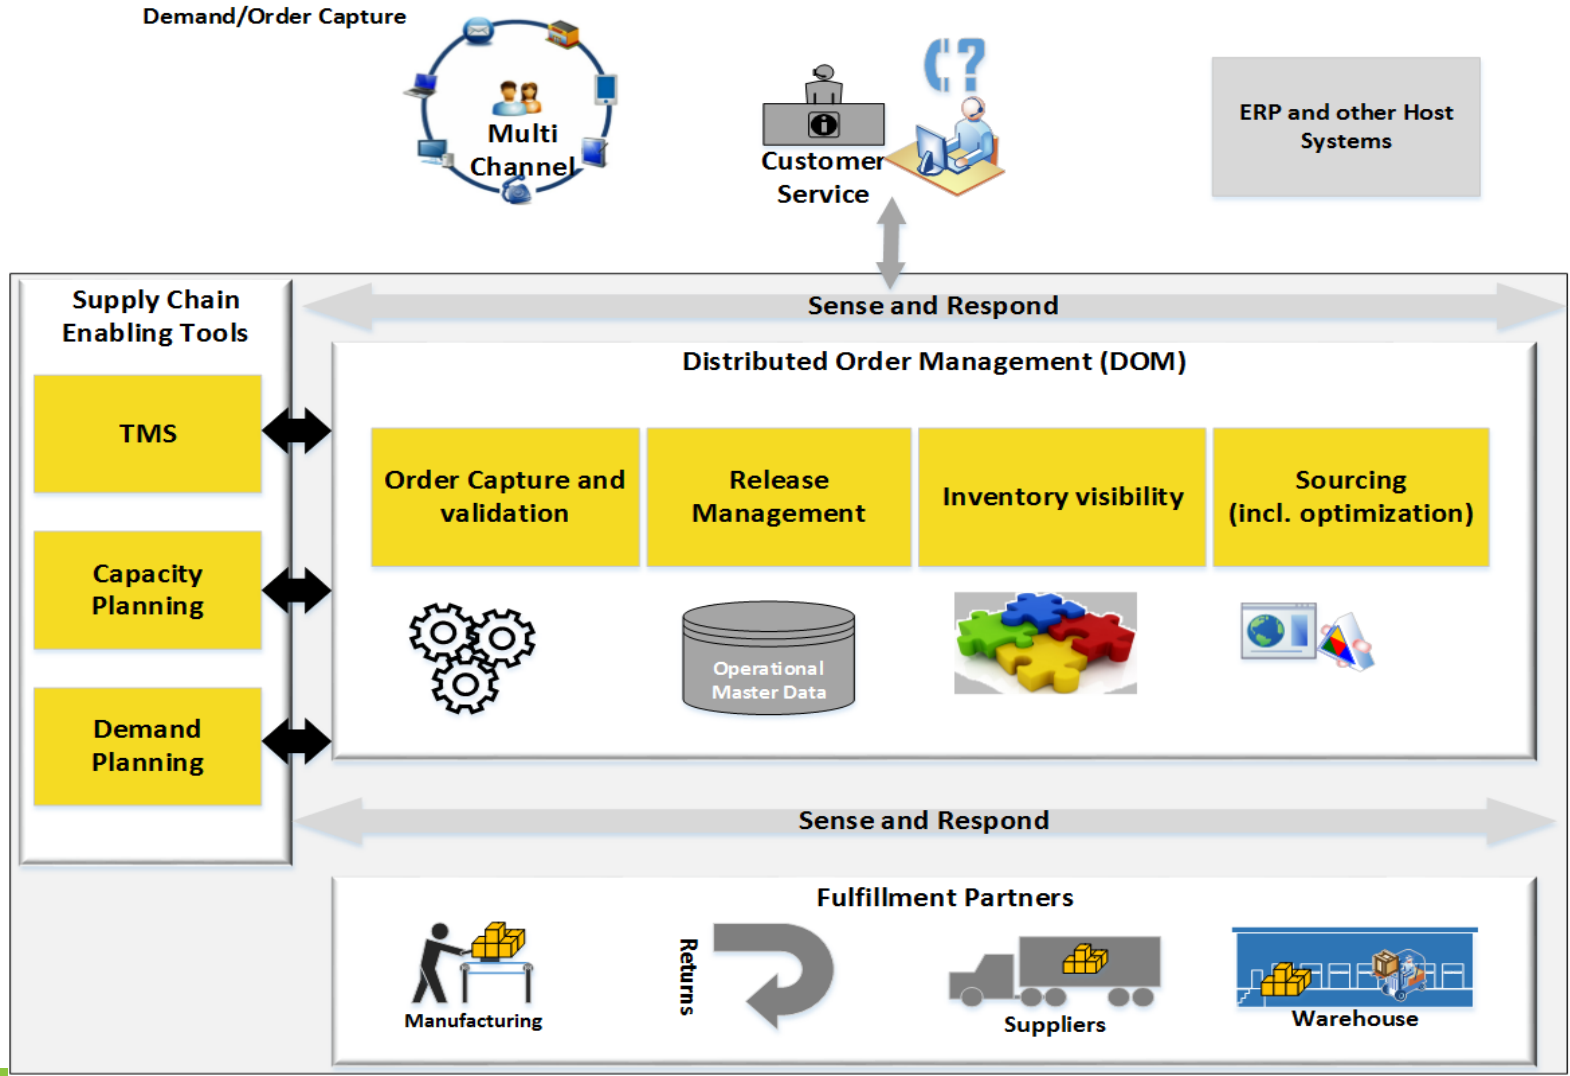 Demand/Order Capture
Multi
Channel
Customer
Service
ERP and other Host
Systems
Supply Chain
Enabling Tools
Sense and Respond
Distributed Order Management (DOM)
TMS
Order Capture and
validation
Release
Management
Inventory visibility
Sourcing
(incl. optimization)
Capacity
Planning
Operational
Master Data
Demand
Planning
Sense and Respond
Fulfillment Partners
Manufacturing
Returns
Suppliers
Warehouse